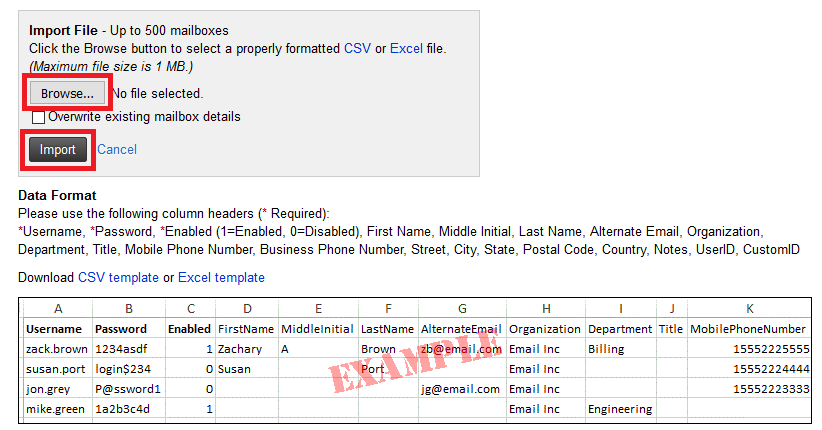 Import File - Up to 500 mailboxes
Click the Browse button to select a properly formatted CSV or Excel file.
(Maximum file size is 1 MB.)
Browse... No file selected.
Overwrite existing mailbox details
Import Cancel
Data Format
Please use the following column headers (* Required):
*Username, *Password, *Enabled (1=Enabled, 0=Disabled), First Name, Middle Initial, Last Name, Alternate Email, Organization,
Department, Title, Mobile Phone Number, Business Phone Number, Street, City, State, Postal Code, Country, Notes, UserID, CustomID
Download CSV template or Excel template
A B C D E F G H I J K
Username Password Enabled FirstName MiddleInitial LastName AlternateEmail Organization Department Title MobilePhoneNumber
zack.brown 1234asdf 1 Zachary A Brown zb@email.com Email Inc Billing 15552225555
susan.port login$234 0 Susan Port Email Inc 15552224444
jon.grey P@ssword1 0 jg@email.com Email Inc 15552223333
mike.green 1a2b3c4d 1 Email Inc Engineering
EXAMPLE